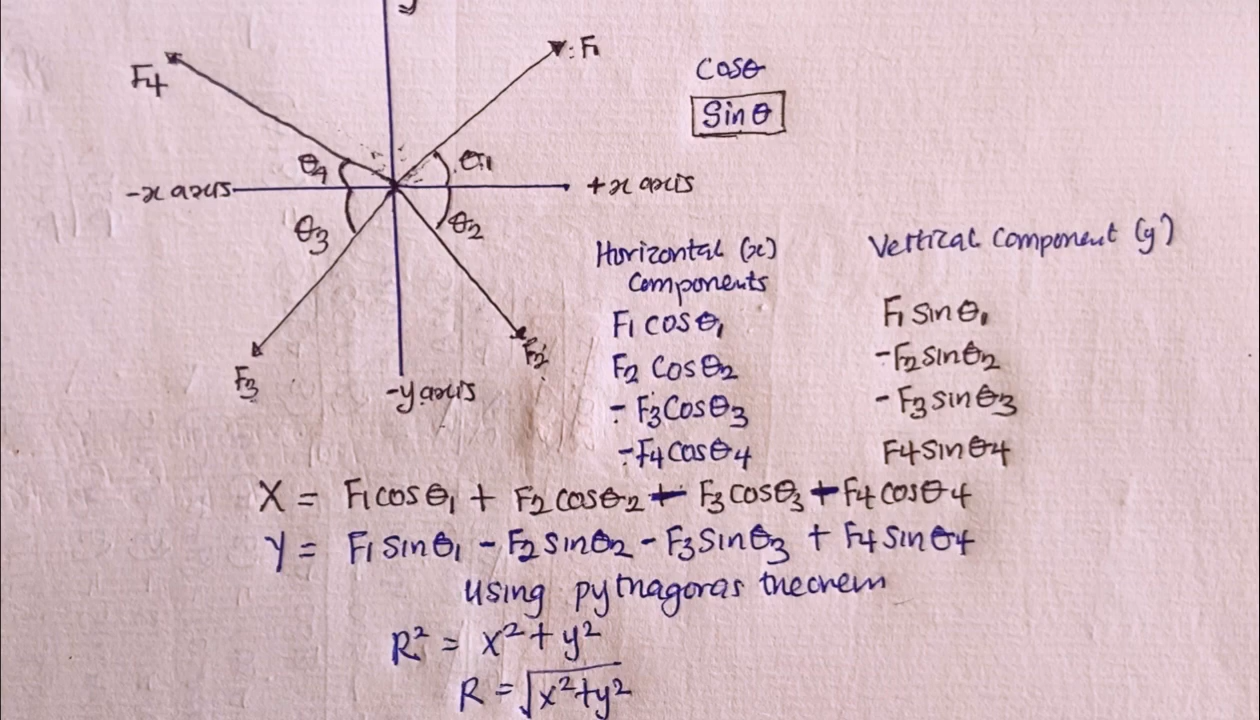 y
F4
F1
Cosθ
Sinθ
θ4
θ1
-x axis
+x axis
θ3
θ2
Horizontal (x)
Components
Vertical Component (y)
F1 cosθ1
F1 sinθ1
F2 Cosθ2
-F2 sinθ2
- F3 Cosθ3
- F3 sinθ3
-F4 Cosθ4
F4 sinθ4
F3
F2
-y axis
X = F1 cosθ1 + F2 cosθ2 - F3 cosθ3 - F4 cosθ4
Y = F1 sinθ1 - F2 sinθ2 - F3 sinθ3 + F4 sinθ4
using pythagoras theorem
R² = x² + y²
R = √x²+y²